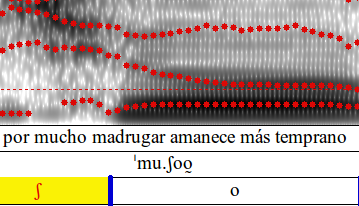 por mucho madrugar amanece más temprano
ˈmu.ʃoo̯
ʃ o